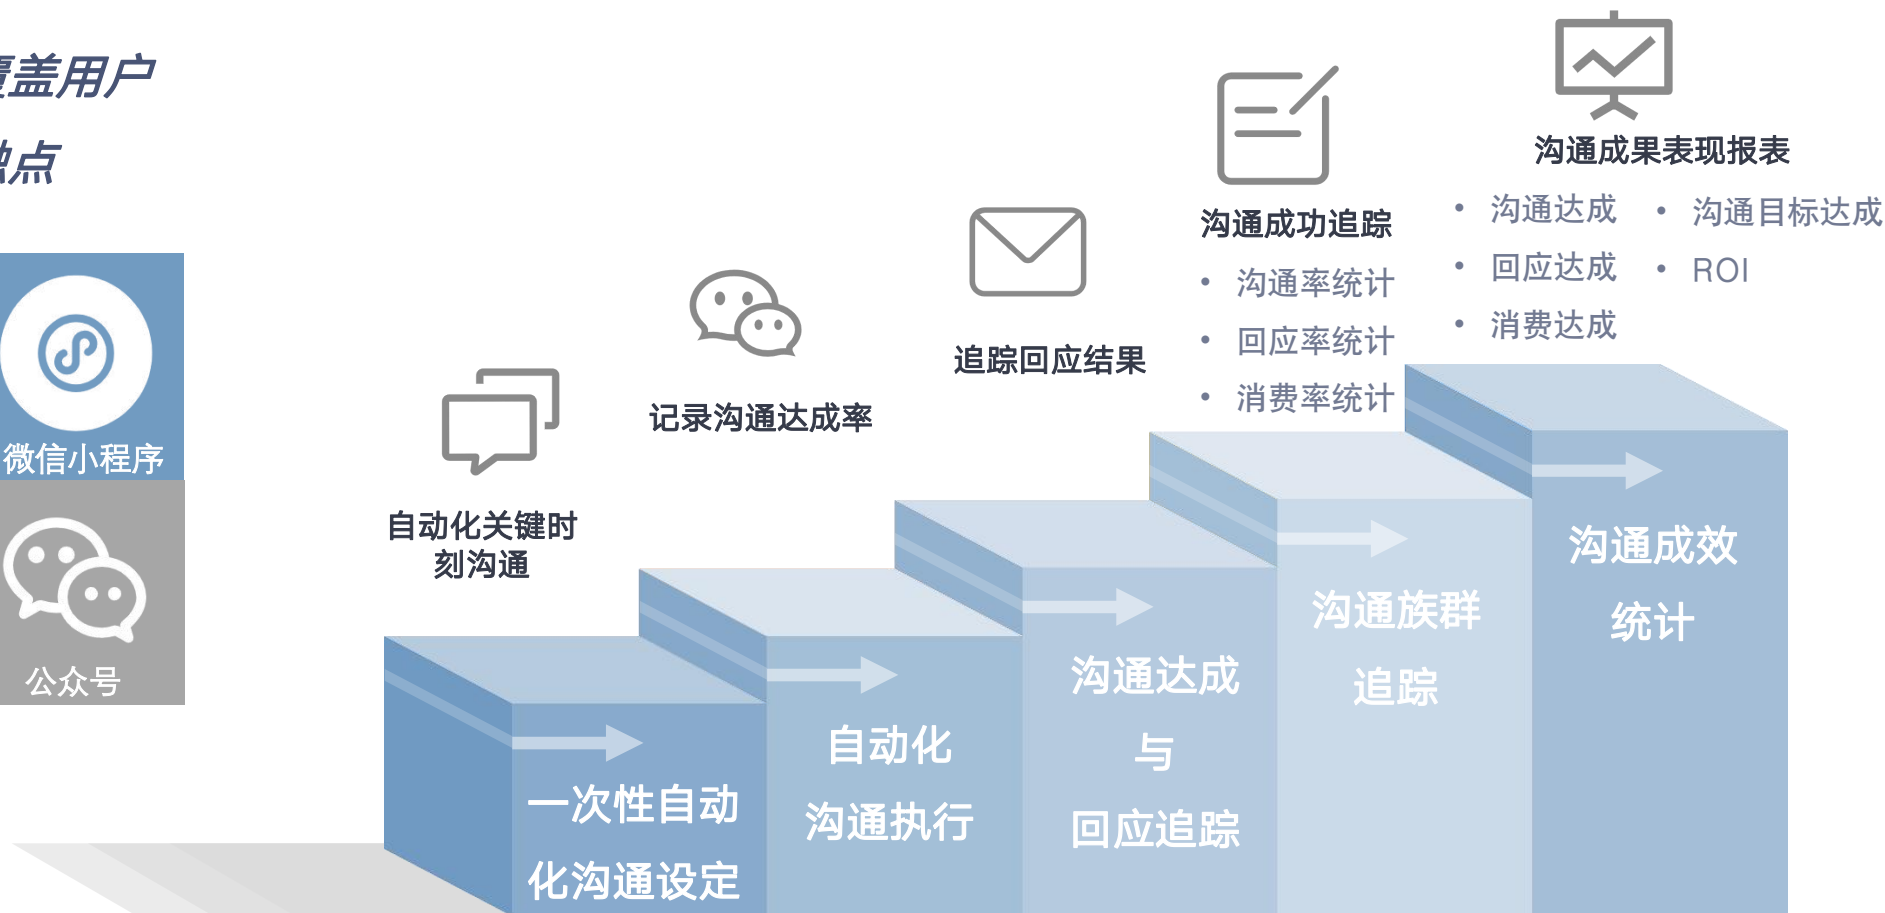 盖用户
点
微信小程序
公众号
自动化关键时
刻沟通
记录沟通达成率
追踪回应结果
沟通成功追踪
• 沟通率统计
• 回应率统计
• 消费率统计
沟通成果表现报表
• 沟通达成
• 回应达成
• 消费达成
• 沟通目标达成
• ROI
一次性自动
化沟通设定
自动化
沟通执行
沟通达成
与
回应追踪
沟通族群
追踪
沟通成效
统计